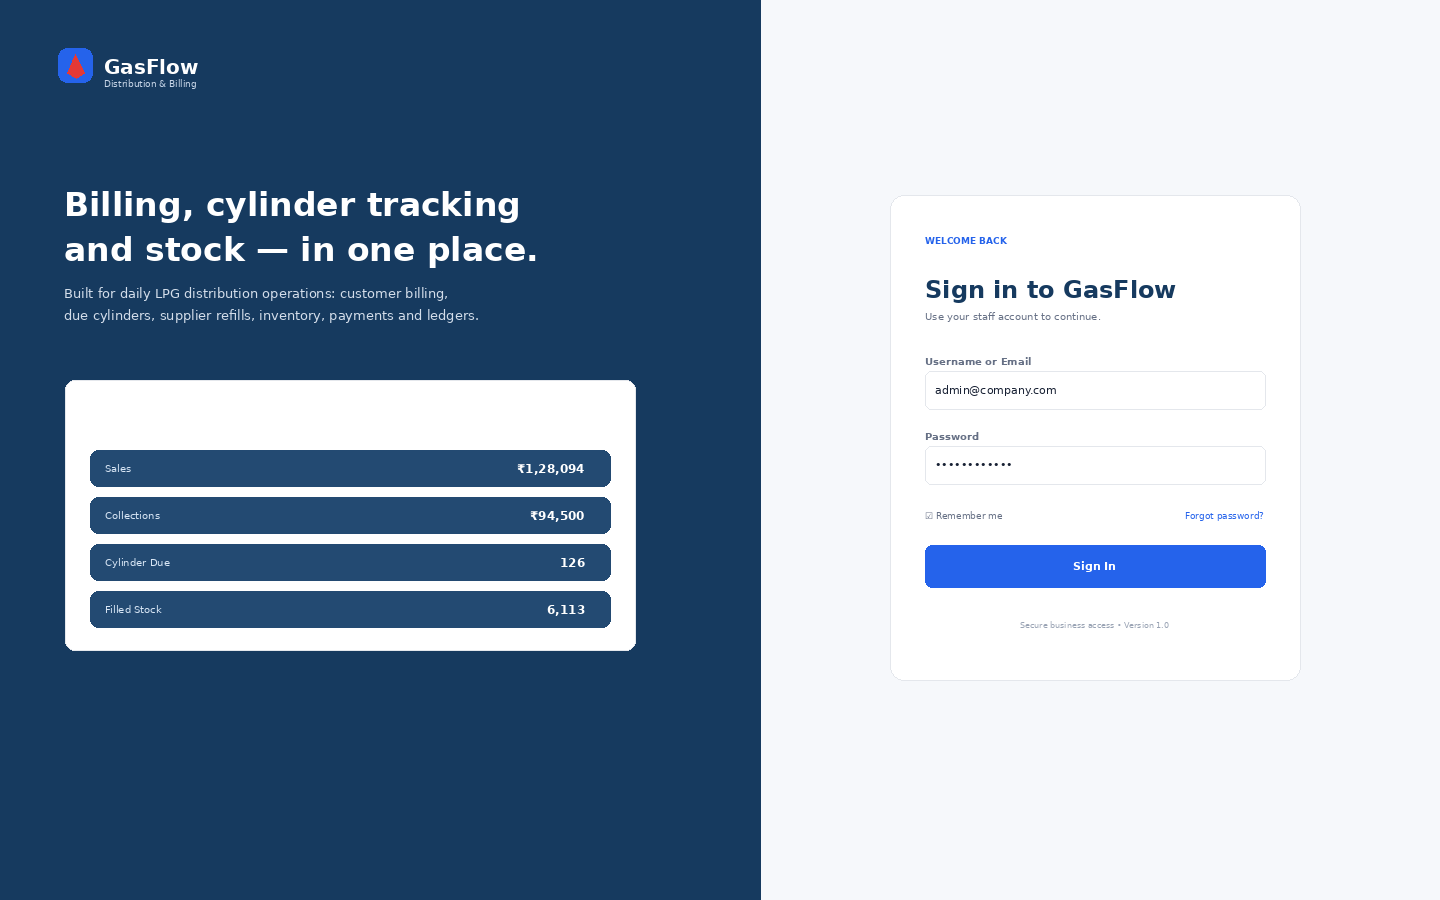 GasFlow
Distribution & Billing
Billing, cylinder tracking
and stock — in one place.
Built for daily LPG distribution operations: customer billing,
due cylinders, supplier refills, inventory, payments and ledgers.
Sales ₹1,28,094
Collections ₹94,500
Cylinder Due 126
Filled Stock 6,113
WELCOME BACK
Sign in to GasFlow
Use your staff account to continue.
Username or Email
admin@company.com
Password
••••••••••••
☑ Remember me Forgot password?
Sign In
Secure business access • Version 1.0